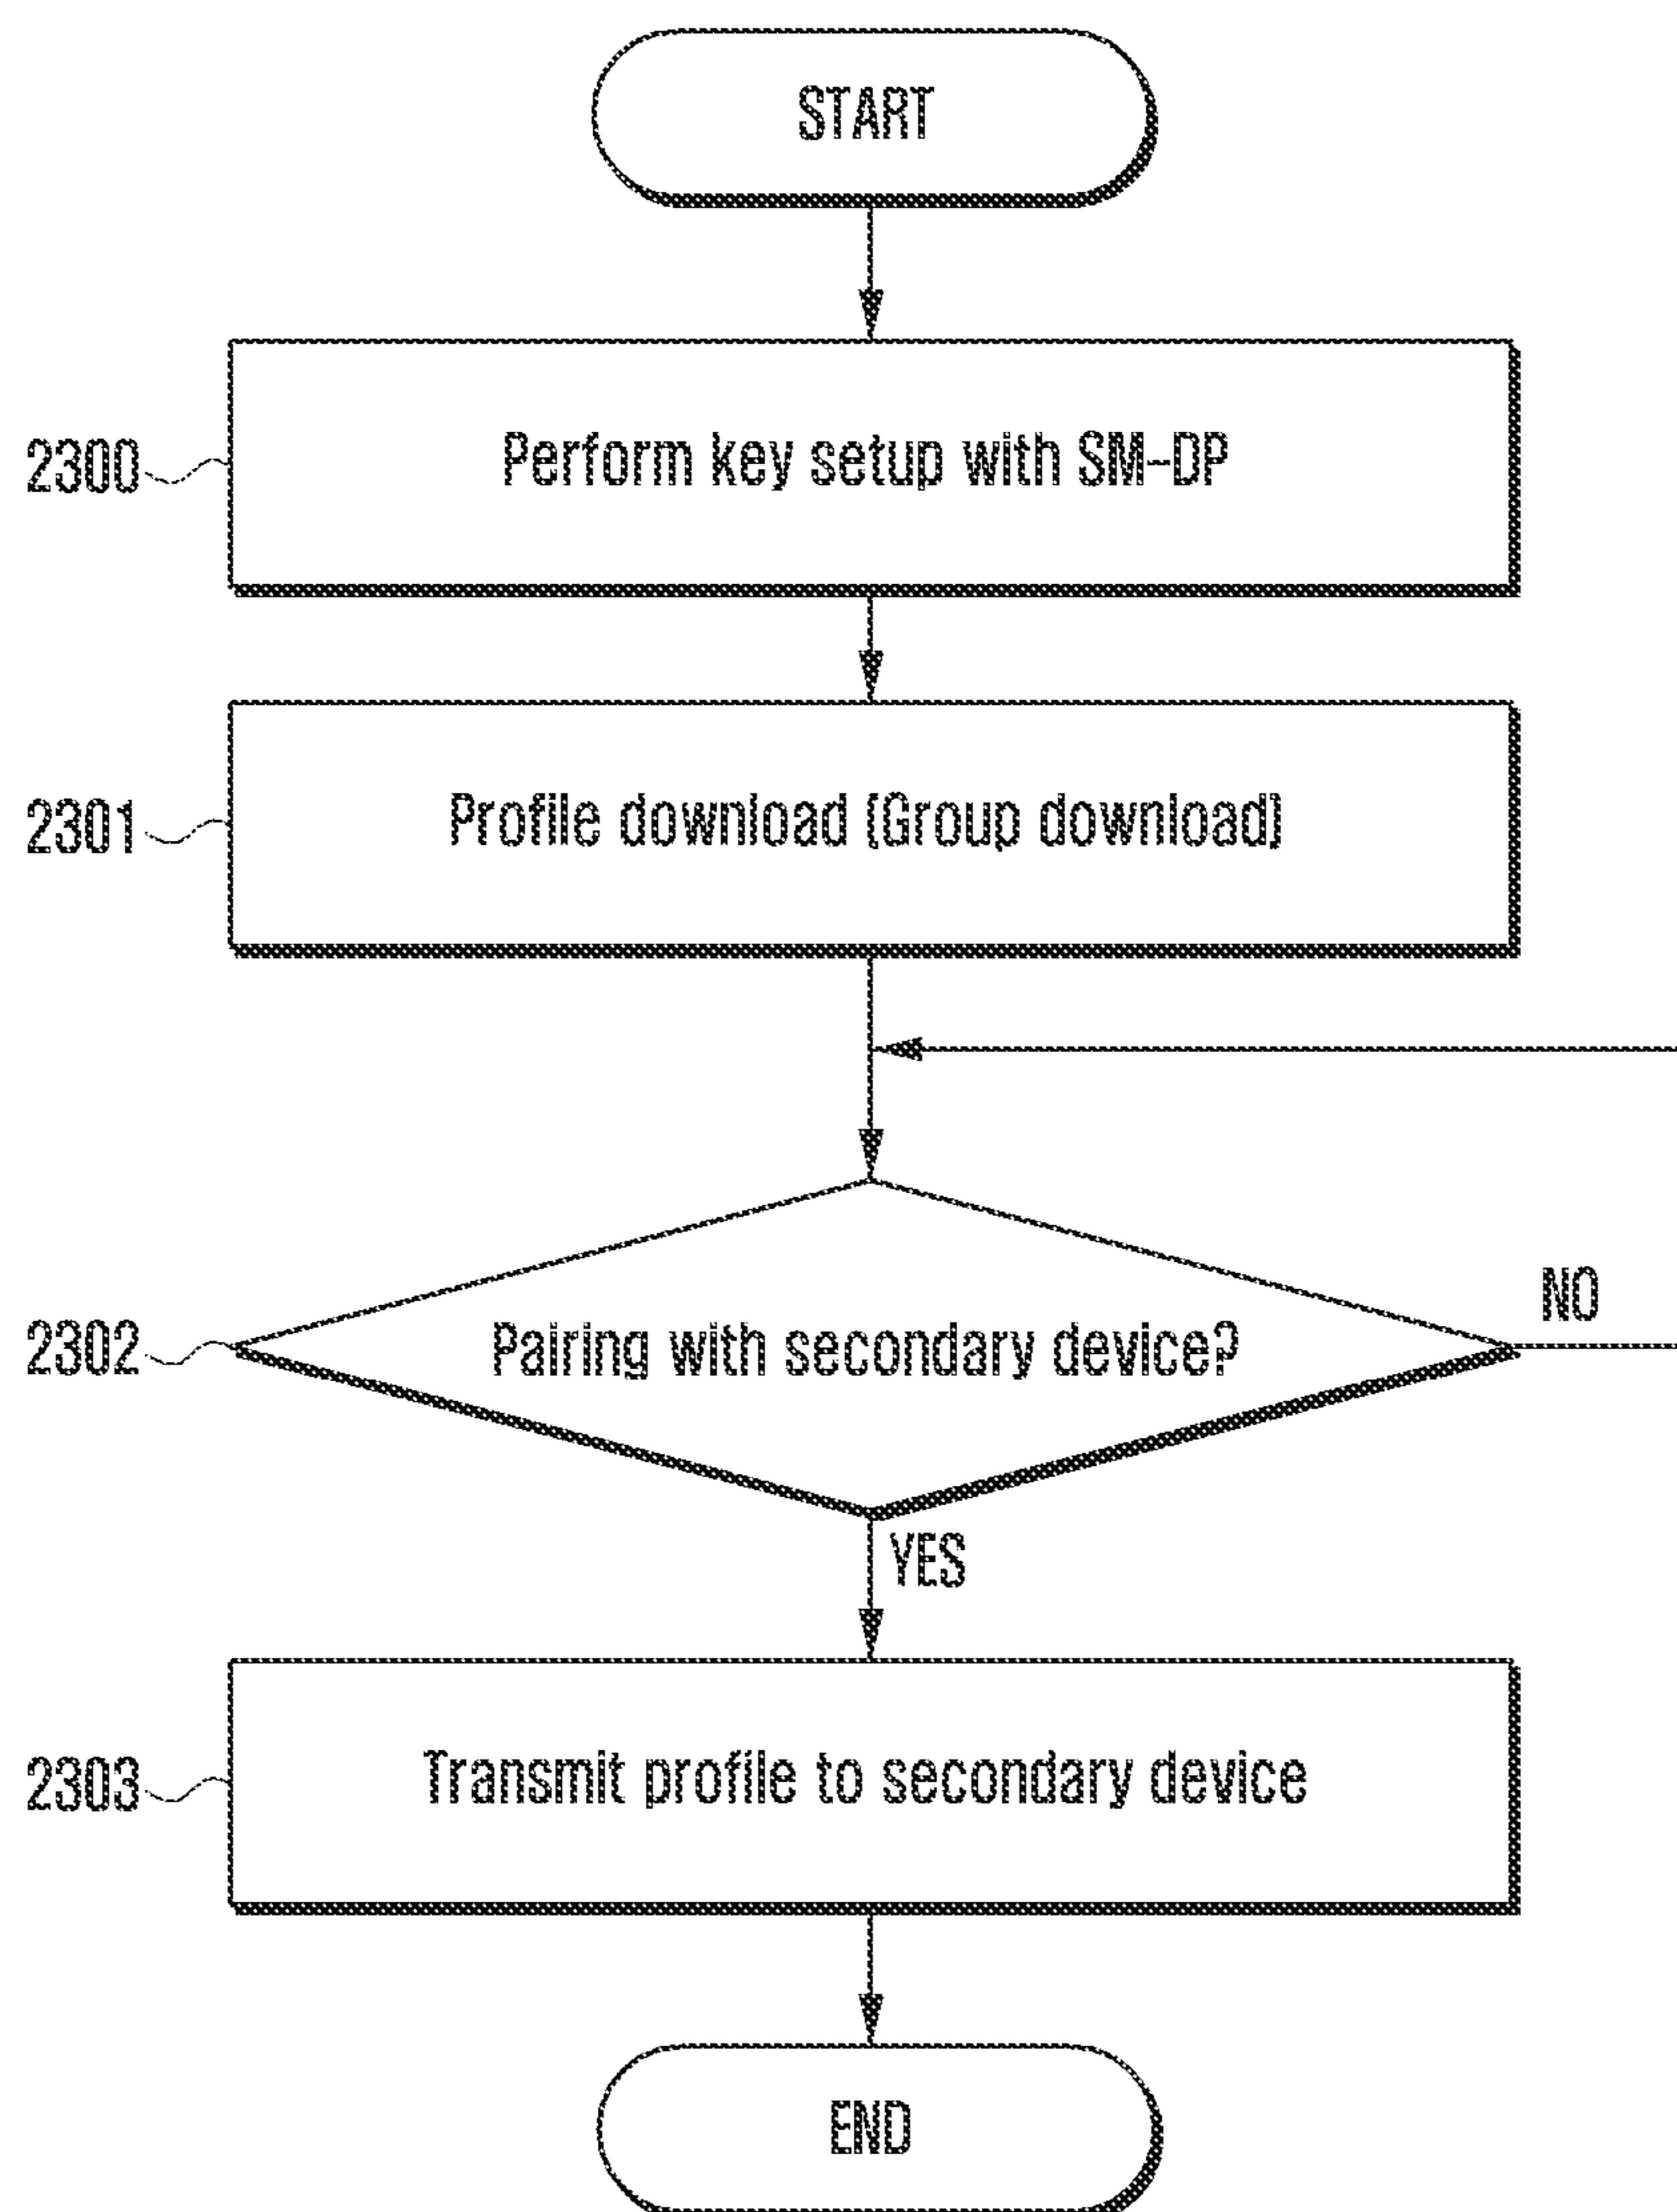 START
2300
Perform key setup with SM-DP
2301
Profile download (Group download)
2302
Pairing with secondary device?
NO
YES
2303
Transmit profile to secondary device
END